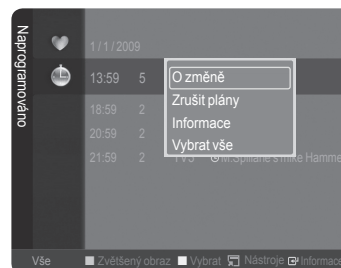 Naprogramováno
1 / 1 / 2009
13:59 5
O změně
Zrušit plány
Informace
Vybrat vše
18:59 2
20:59 2
21:59 2 TV5 M.Spillane's mike Hamme
Vše Zvětšený obraz Vybrat Nástroje Informace